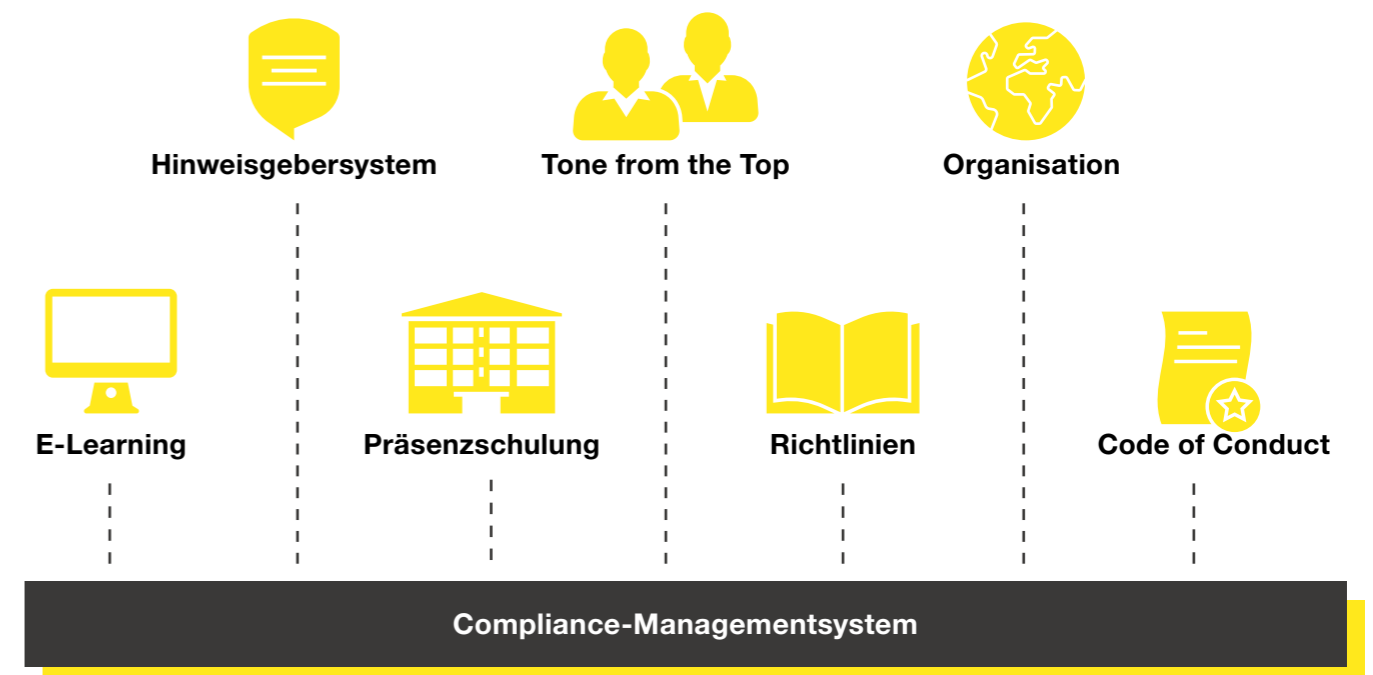 Hinweisgebersystem
Tone from the Top
Organisation
E-Learning
Präsenzschulung
Richtlinien
Code of Conduct
Compliance-Managementsystem